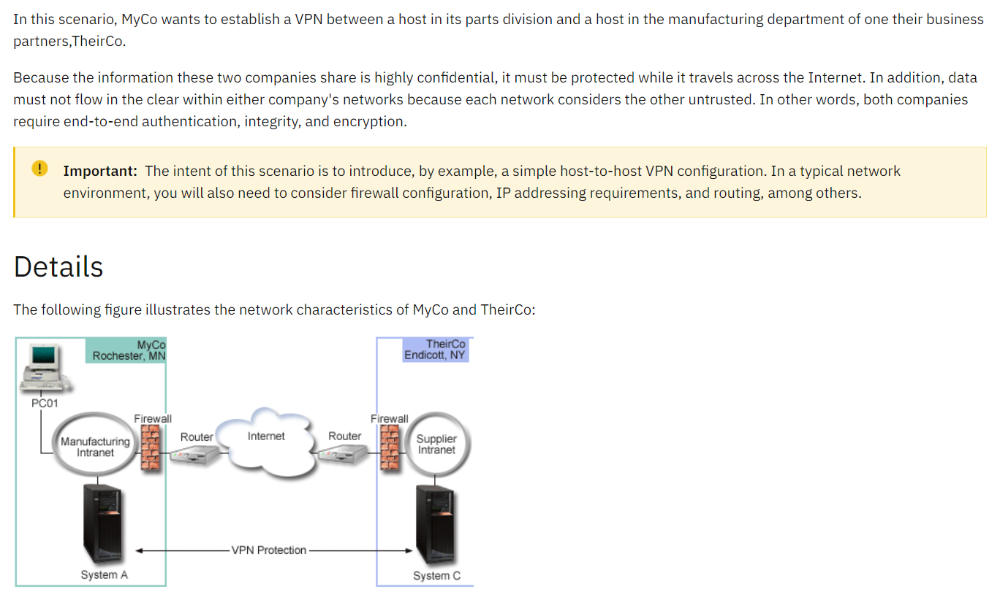 In this scenario, MyCo wants to establish a VPN between a host in its parts division and a host in the manufacturing department of one their business
partners,TheirCo.
Because the information these two companies share is highly confidential, it must be protected while it travels across the Internet. In addition, data
must not flow in the clear within either company's networks because each network considers the other untrusted. In other words, both companies
require end-to-end authentication, integrity, and encryption.
Important: The intent of this scenario is to introduce, by example, a simple host-to-host VPN configuration. In a typical network
environment, you will also need to consider firewall configuration, IP addressing requirements, and routing, among others.
Details
The following figure illustrates the network characteristics of MyCo and TheirCo:
MyCo
Rochester, MN
TheirCo
Endicott, NY
PC01
Manufacturing
Intranet
Firewall
Router
Internet
Router
Firewall
Supplier
Intranet
VPN Protection
System A
System C